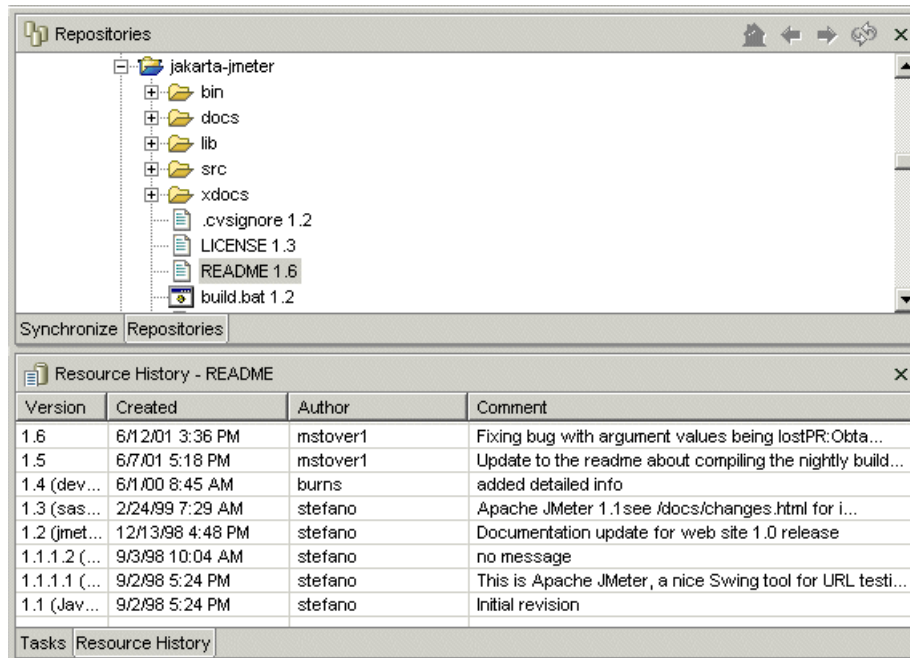 Repositories
jakarta-jmeter
bin
docs
lib
src
xdocs
.cvsignore 1.2
LICENSE 1.3
README 1.6
build.bat 1.2
Synchronize Repositories
Resource History - README
Version Created Author Comment
1.6 6/12/01 3:36 PM mstover1 Fixing bug with argument values being lostPR:Obta...
1.5 6/7/01 5:18 PM mstover1 Update to the readme about compiling the nightly build...
1.4 (dev... 6/1/00 8:45 AM burns added detailed info
1.3 (sas... 2/24/99 7:29 AM stefano Apache JMeter 1.1see /docs/changes.html for i...
1.2 (jmet... 12/13/98 4:48 PM stefano Documentation update for web site 1.0 release
1.1.1.2 (... 9/3/98 10:04 AM stefano no message
1.1.1.1 (... 9/2/98 5:24 PM stefano This is Apache JMeter, a nice Swing tool for URL testi...
1.1 (Jav... 9/2/98 5:24 PM stefano Initial revision
Tasks Resource History